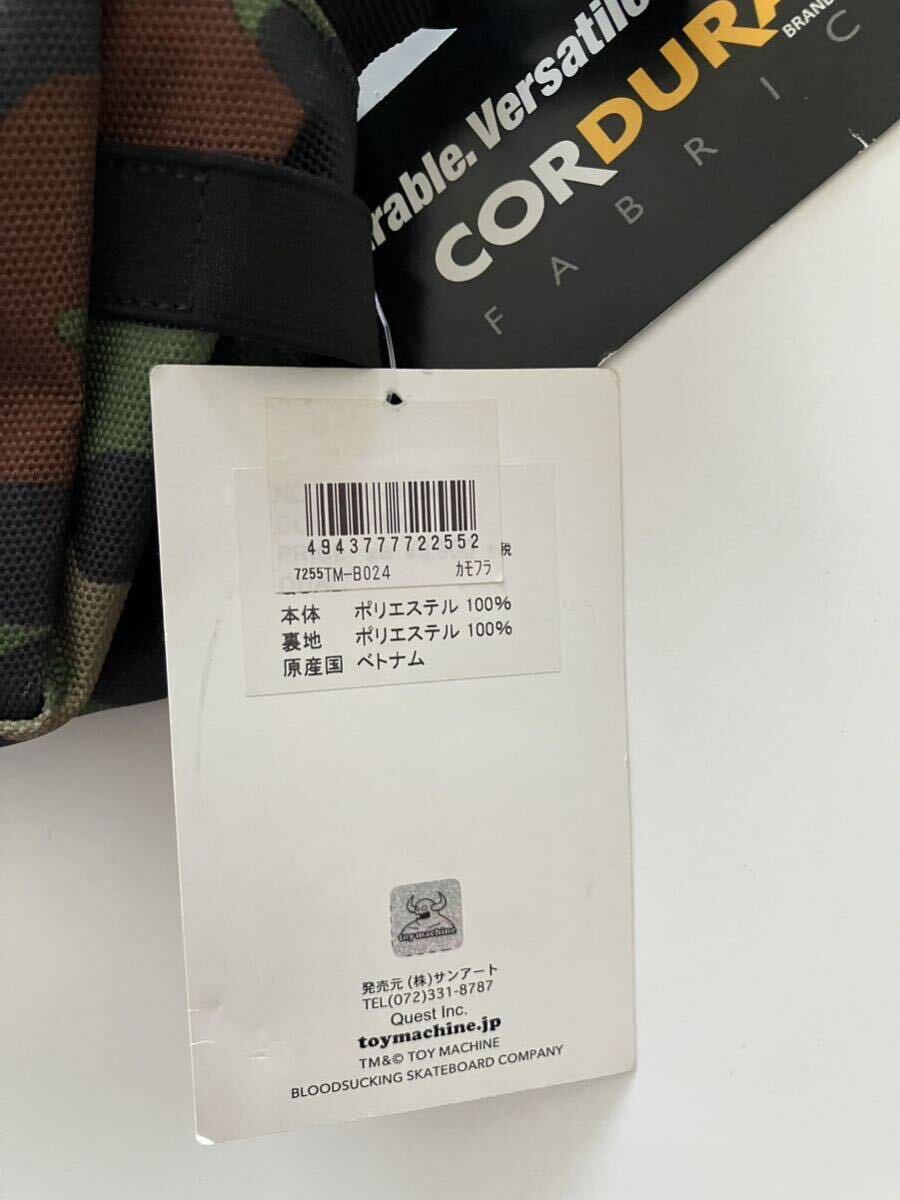 rable. Versatile
CORDURA
BRAND
FABRIC
4943777722552
7255TM-B024 カモフラ
税
本体 ポリエステル 100%
裏地 ポリエステル 100%
原産国 ベトナム
toy machine
発売元 (株)サンアート
TEL(072)331-8787
Quest Inc.
toymachine.jp
TM&© TOY MACHINE
BLOODSUCKING SKATEBOARD COMPANY